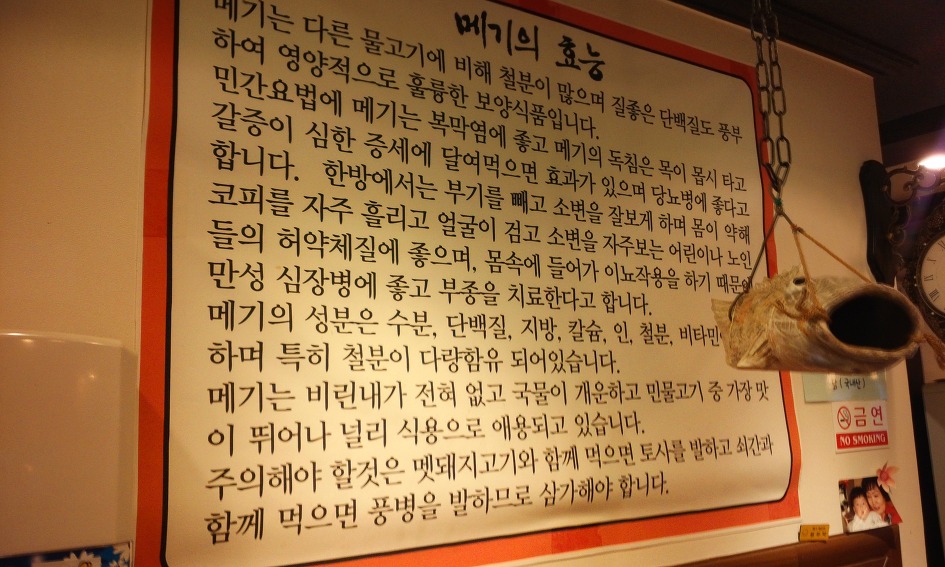 메기의 효능
메기는 다른 물고기에 비해 철분이 많으며 질좋은 단백질도 풍부
하여 영양적으로 훌륭한 보양식품입니다.
민간요법에 메기는 복막염에 좋고 메기의 독침은 목이 몹시 타고
갈증이 심한 증세에 달여먹으면 효과가 있으며 당뇨병에 좋다고
합니다. 한방에서는 부기를 빼고 소변을 잘보게 하며 몸이 약해
코피를 자주 흘리고 얼굴이 검고 소변을 자주보는 어린이나 노인
들의 허약체질에 좋으며, 몸속에 들어가 이뇨작용을 하기 때문에
만성 심장병에 좋고 부종을 치료한다고 합니다.
메기의 성분은 수분, 단백질, 지방, 칼슘, 인, 철분, 비타민
하며 특히 철분이 다량함유 되어있습니다.
메기는 비린내가 전혀 없고 국물이 개운하고 민물고기 중 가장 맛
이 뛰어나 널리 식용으로 애용되고 있습니다.
주의해야 할것은 멧돼지고기와 함께 먹으면 토사를 발하고 쇠간과
함께 먹으면 풍병을 발하므로 삼가해야 합니다.
(국내산)
금연
NO SMOKING